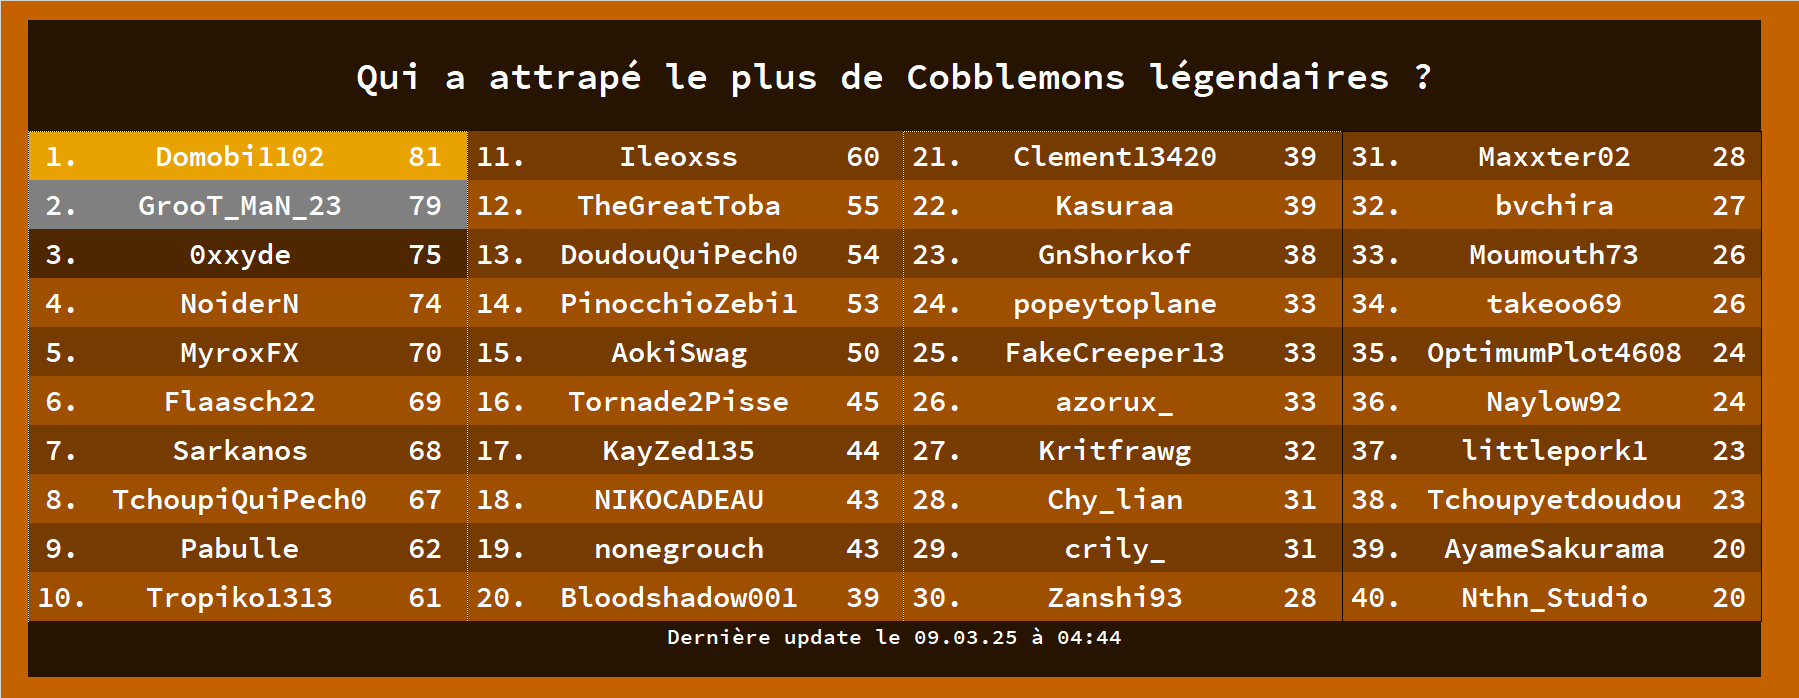 Qui a attrapé le plus de Cobblemons légendaires ?
1. Domobi1102 81 11. Ileoxss 60 21. Clement13420 39 31. Maxxter02 28
2. GrooT_MaN_23 79 12. TheGreatToba 55 22. Kasuraa 39 32. bvchira 27
3. 0xxyde 75 13. DoudouQuiPech0 54 23. GnShorkof 38 33. Moumouth73 26
4. NoiderN 74 14. PinocchioZebi1 53 24. popeytoplane 33 34. takeoo69 26
5. MyroxFX 70 15. AokiSwag 50 25. FakeCreeper13 33 35. OptimumPlot4608 24
6. Flaasch22 69 16. Tornade2Pisse 45 26. azorux_ 33 36. Naylow92 24
7. Sarkanos 68 17. KayZed135 44 27. Kritfrawg 32 37. littlepork1 23
8. TchoupiQuiPech0 67 18. NIKOCADEAU 43 28. Chy_lian 31 38. Tchoupyetdoudou 23
9. Pabulle 62 19. nonegrouch 43 29. crily_ 31 39. AyameSakurama 20
10. Tropiko1313 61 20. Bloodshadow001 39 30. Zanshi93 28 40. Nthn_Studio 20
Dernière update le 09.03.25 à 04:44